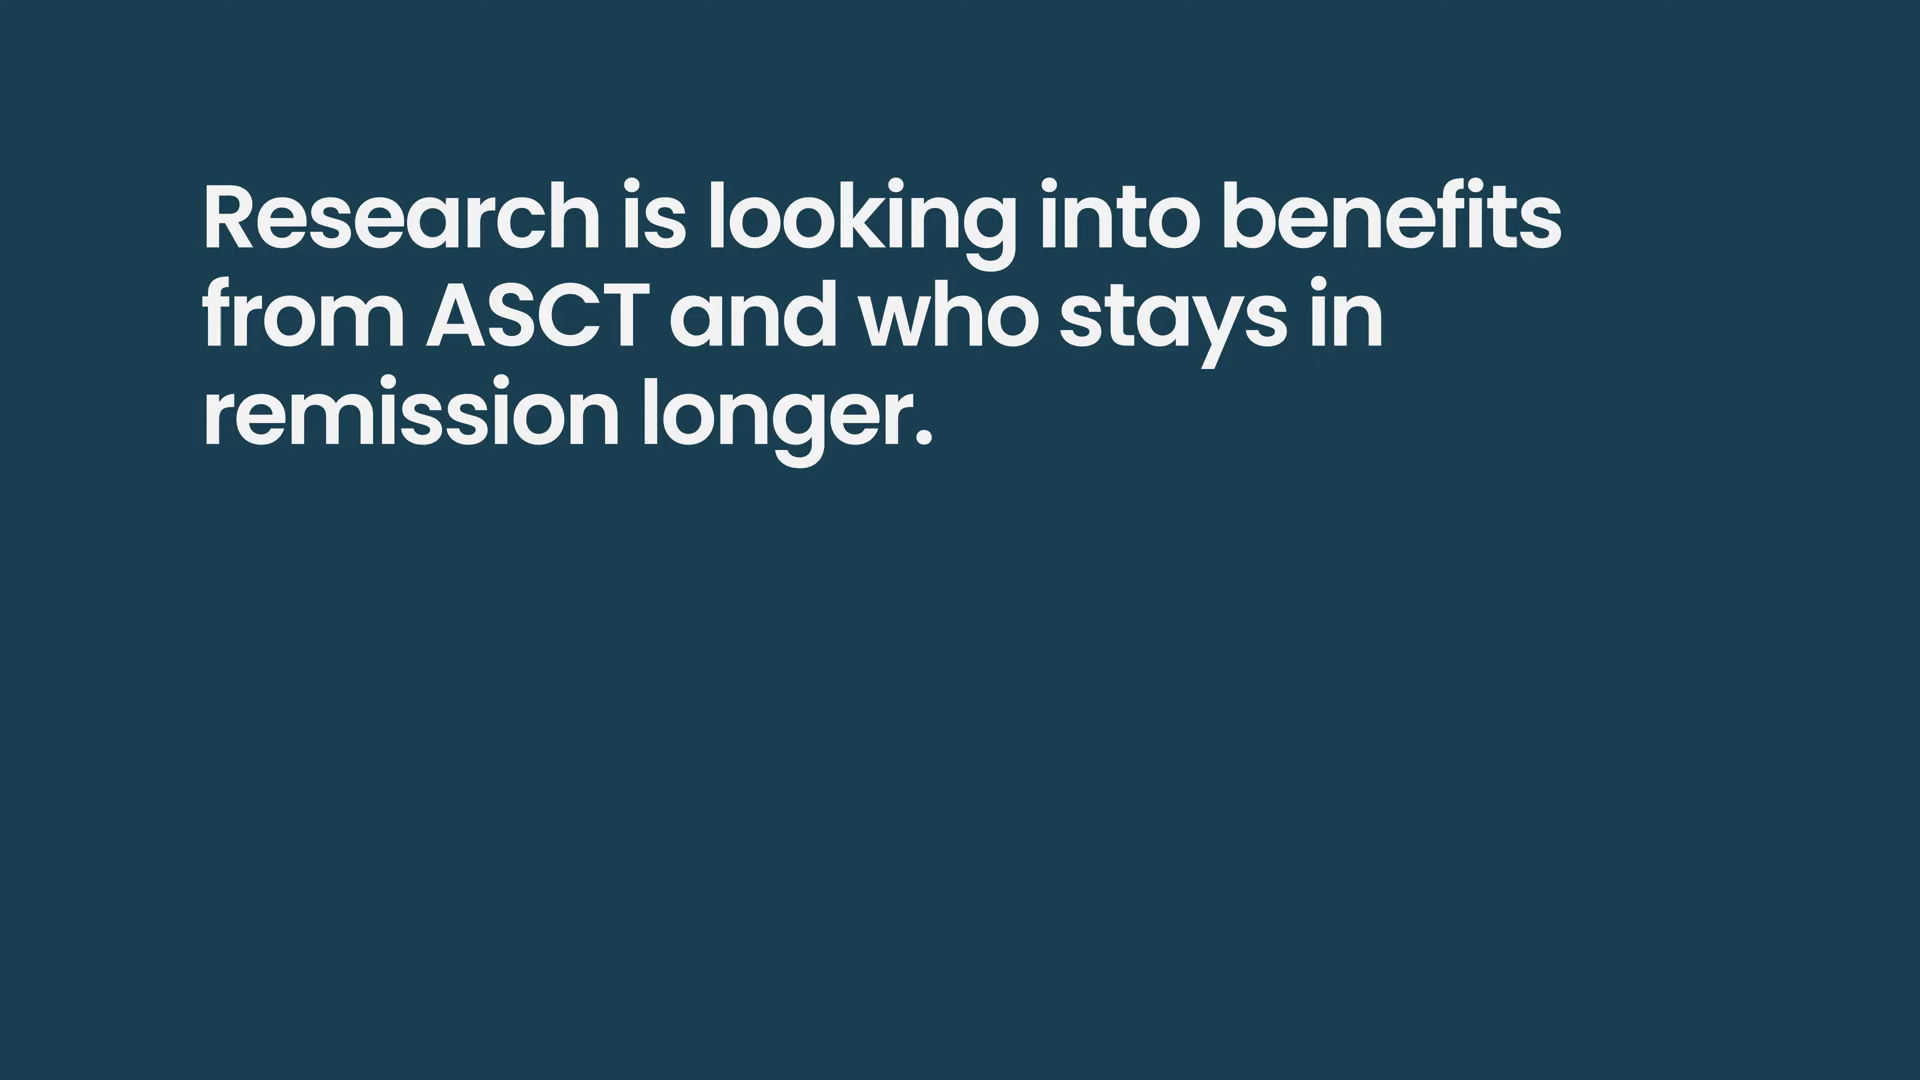 Research is looking into benefits
from ASCT and who stays in
remission longer.